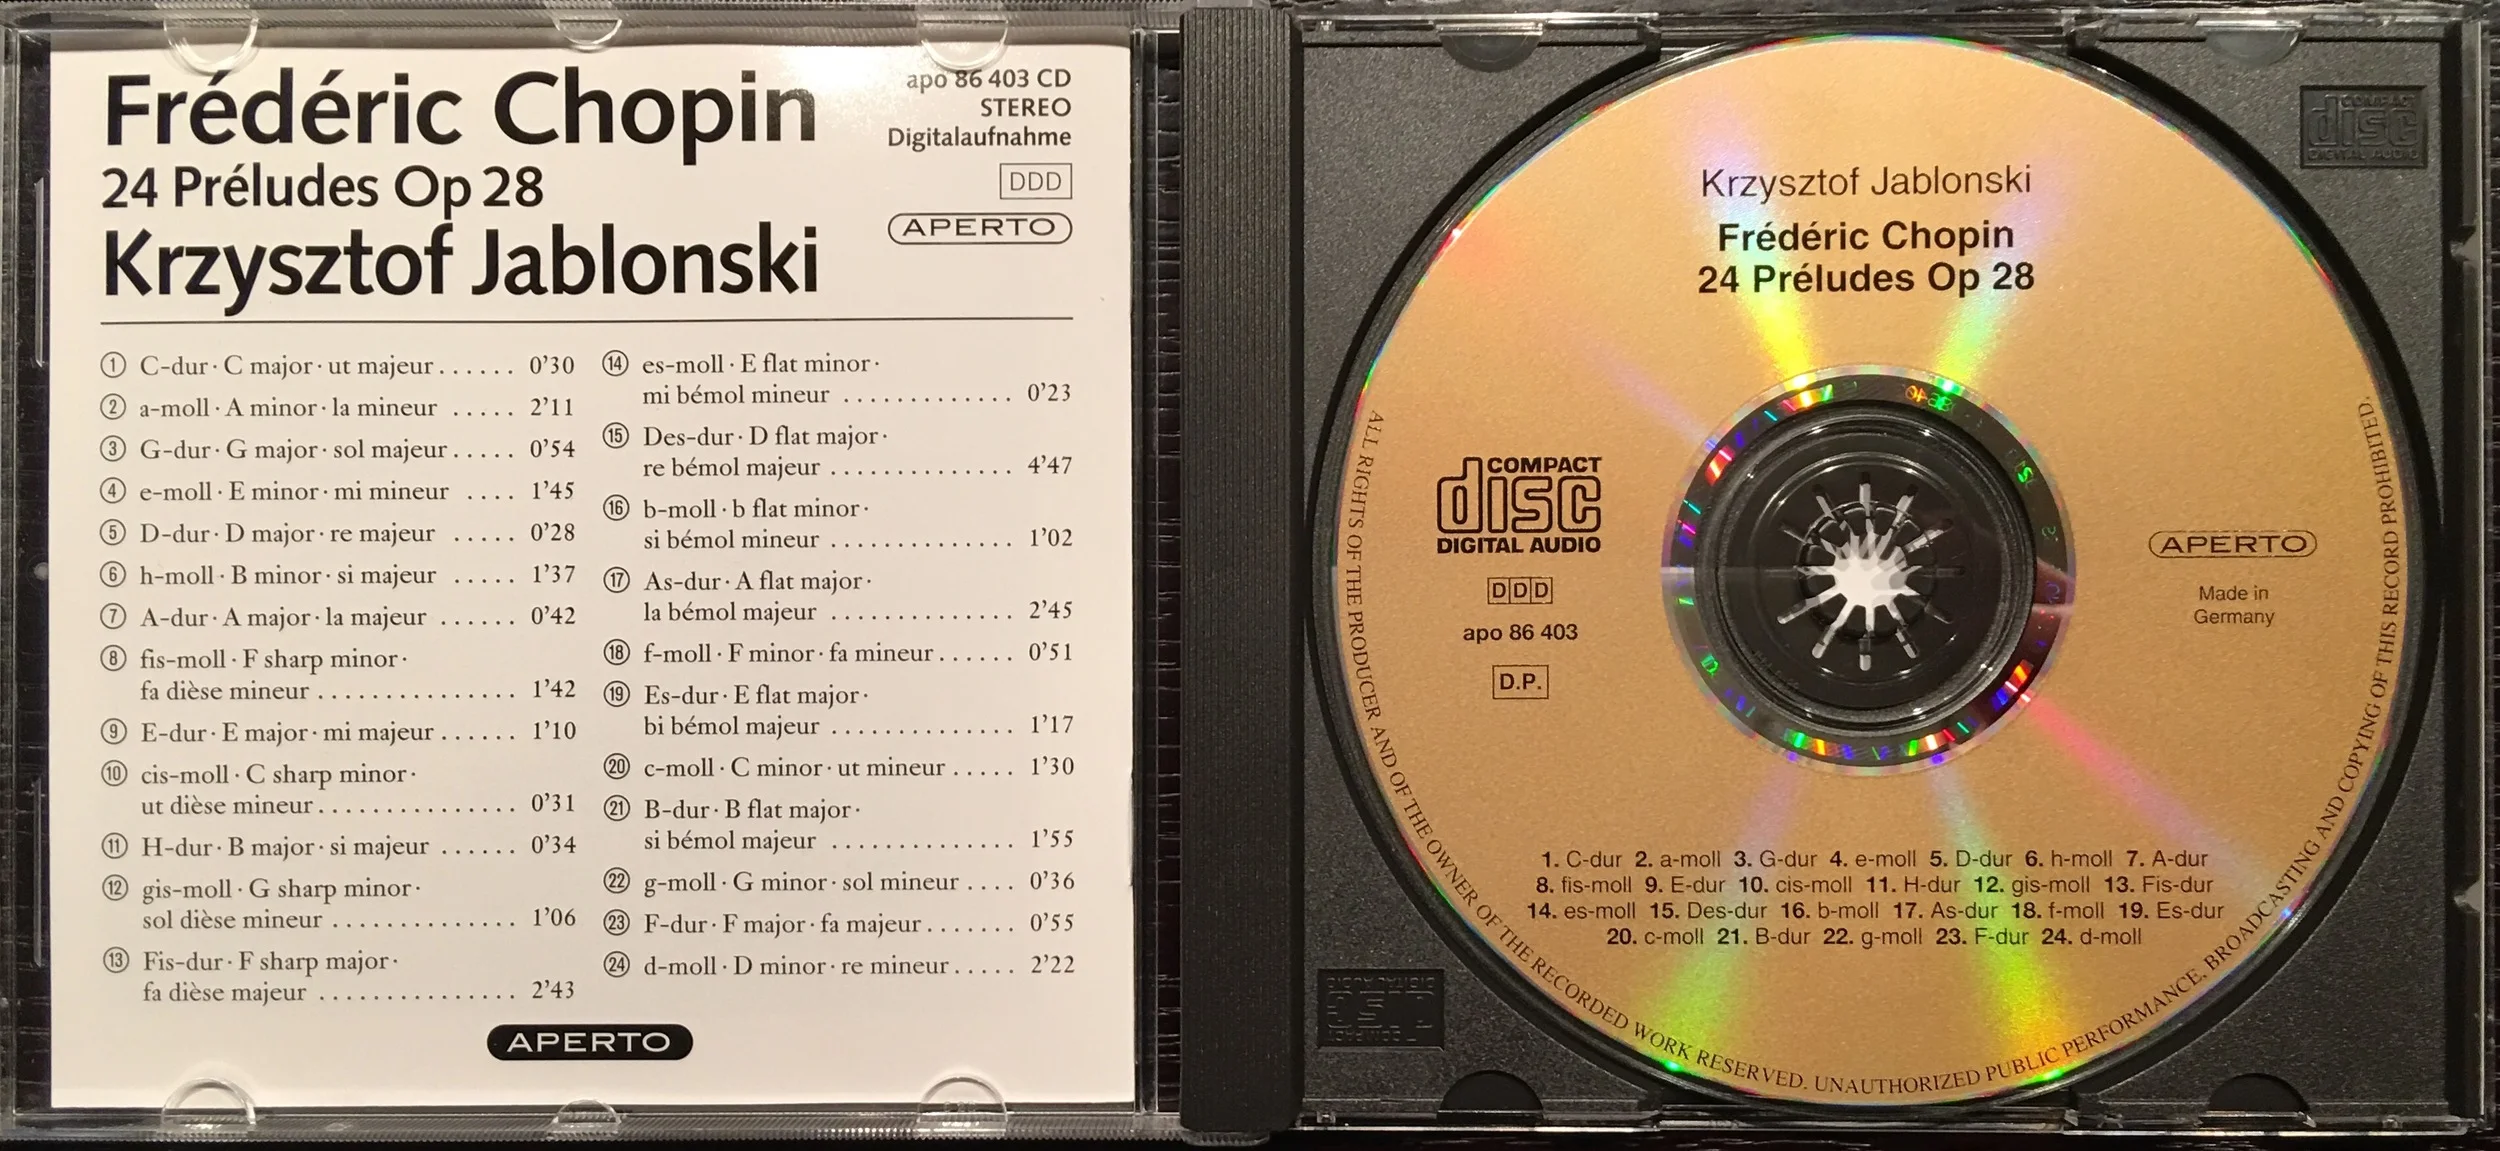 Frédéric Chopin
24 Préludes Op 28
Krzysztof Jablonski
apo 86 403 CD
STEREO
Digitalaufnahme
DDD
APERTO
① C-dur · C major · ut majeur ...... 0’30
② a-moll · A minor · la mineur ..... 2’11
③ G-dur · G major · sol majeur ..... 0’54
④ e-moll · E minor · mi mineur .... 1’45
⑤ D-dur · D major · re majeur ..... 0’28
⑥ h-moll · B minor · si majeur ..... 1’37
⑦ A-dur · A major · la majeur ...... 0’42
⑧ fis-moll · F sharp minor ·
fa dièse mineur ................ 1’42
⑨ E-dur · E major · mi majeur ...... 1’10
⑩ cis-moll · C sharp minor ·
ut dièse mineur ................ 0’31
⑪ H-dur · B major · si majeur ...... 0’34
⑫ gis-moll · G sharp minor ·
sol dièse mineur ............... 1’06
⑬ Fis-dur · F sharp major ·
fa dièse majeur ................ 2’43
⑭ es-moll · E flat minor ·
mi bémol mineur ............. 0’23
⑮ Des-dur · D flat major ·
re bémol majeur .............. 4’47
⑯ b-moll · b flat minor ·
si bémol mineur .............. 1’02
⑰ As-dur · A flat major ·
la bémol majeur .............. 2’45
⑱ f-moll · F minor · fa mineur ...... 0’51
⑲ Es-dur · E flat major ·
bi bémol majeur .............. 1’17
⑳ c-moll · C minor · ut mineur ..... 1’30
㉑ B-dur · B flat major ·
si bémol majeur .............. 1’55
㉒ g-moll · G minor · sol mineur .... 0’36
㉓ F-dur · F major · fa majeur ....... 0’55
㉔ d-moll · D minor · re mineur ..... 2’22
APERTO
Krzysztof Jablonski
Frédéric Chopin
24 Préludes Op 28
COMPACT
disc
DIGITAL AUDIO
DDD
apo 86 403
D.P.
APERTO
Made in
Germany
1. C-dur 2. a-moll 3. G-dur 4. e-moll 5. D-dur 6. h-moll 7. A-dur
8. fis-moll 9. E-dur 10. cis-moll 11. H-dur 12. gis-moll 13. Fis-dur
14. es-moll 15. Des-dur 16. b-moll 17. As-dur 18. f-moll 19. Es-dur
20. c-moll 21. B-dur 22. g-moll 23. F-dur 24. d-moll
ALL RIGHTS OF THE PRODUCER AND OF THE OWNER OF THE RECORDED WORK RESERVED. UNAUTHORIZED PUBLIC PERFORMANCE, BROADCASTING AND COPYING OF THIS RECORD PROHIBITED.
COMPACT
disc
DIGITAL AUDIO